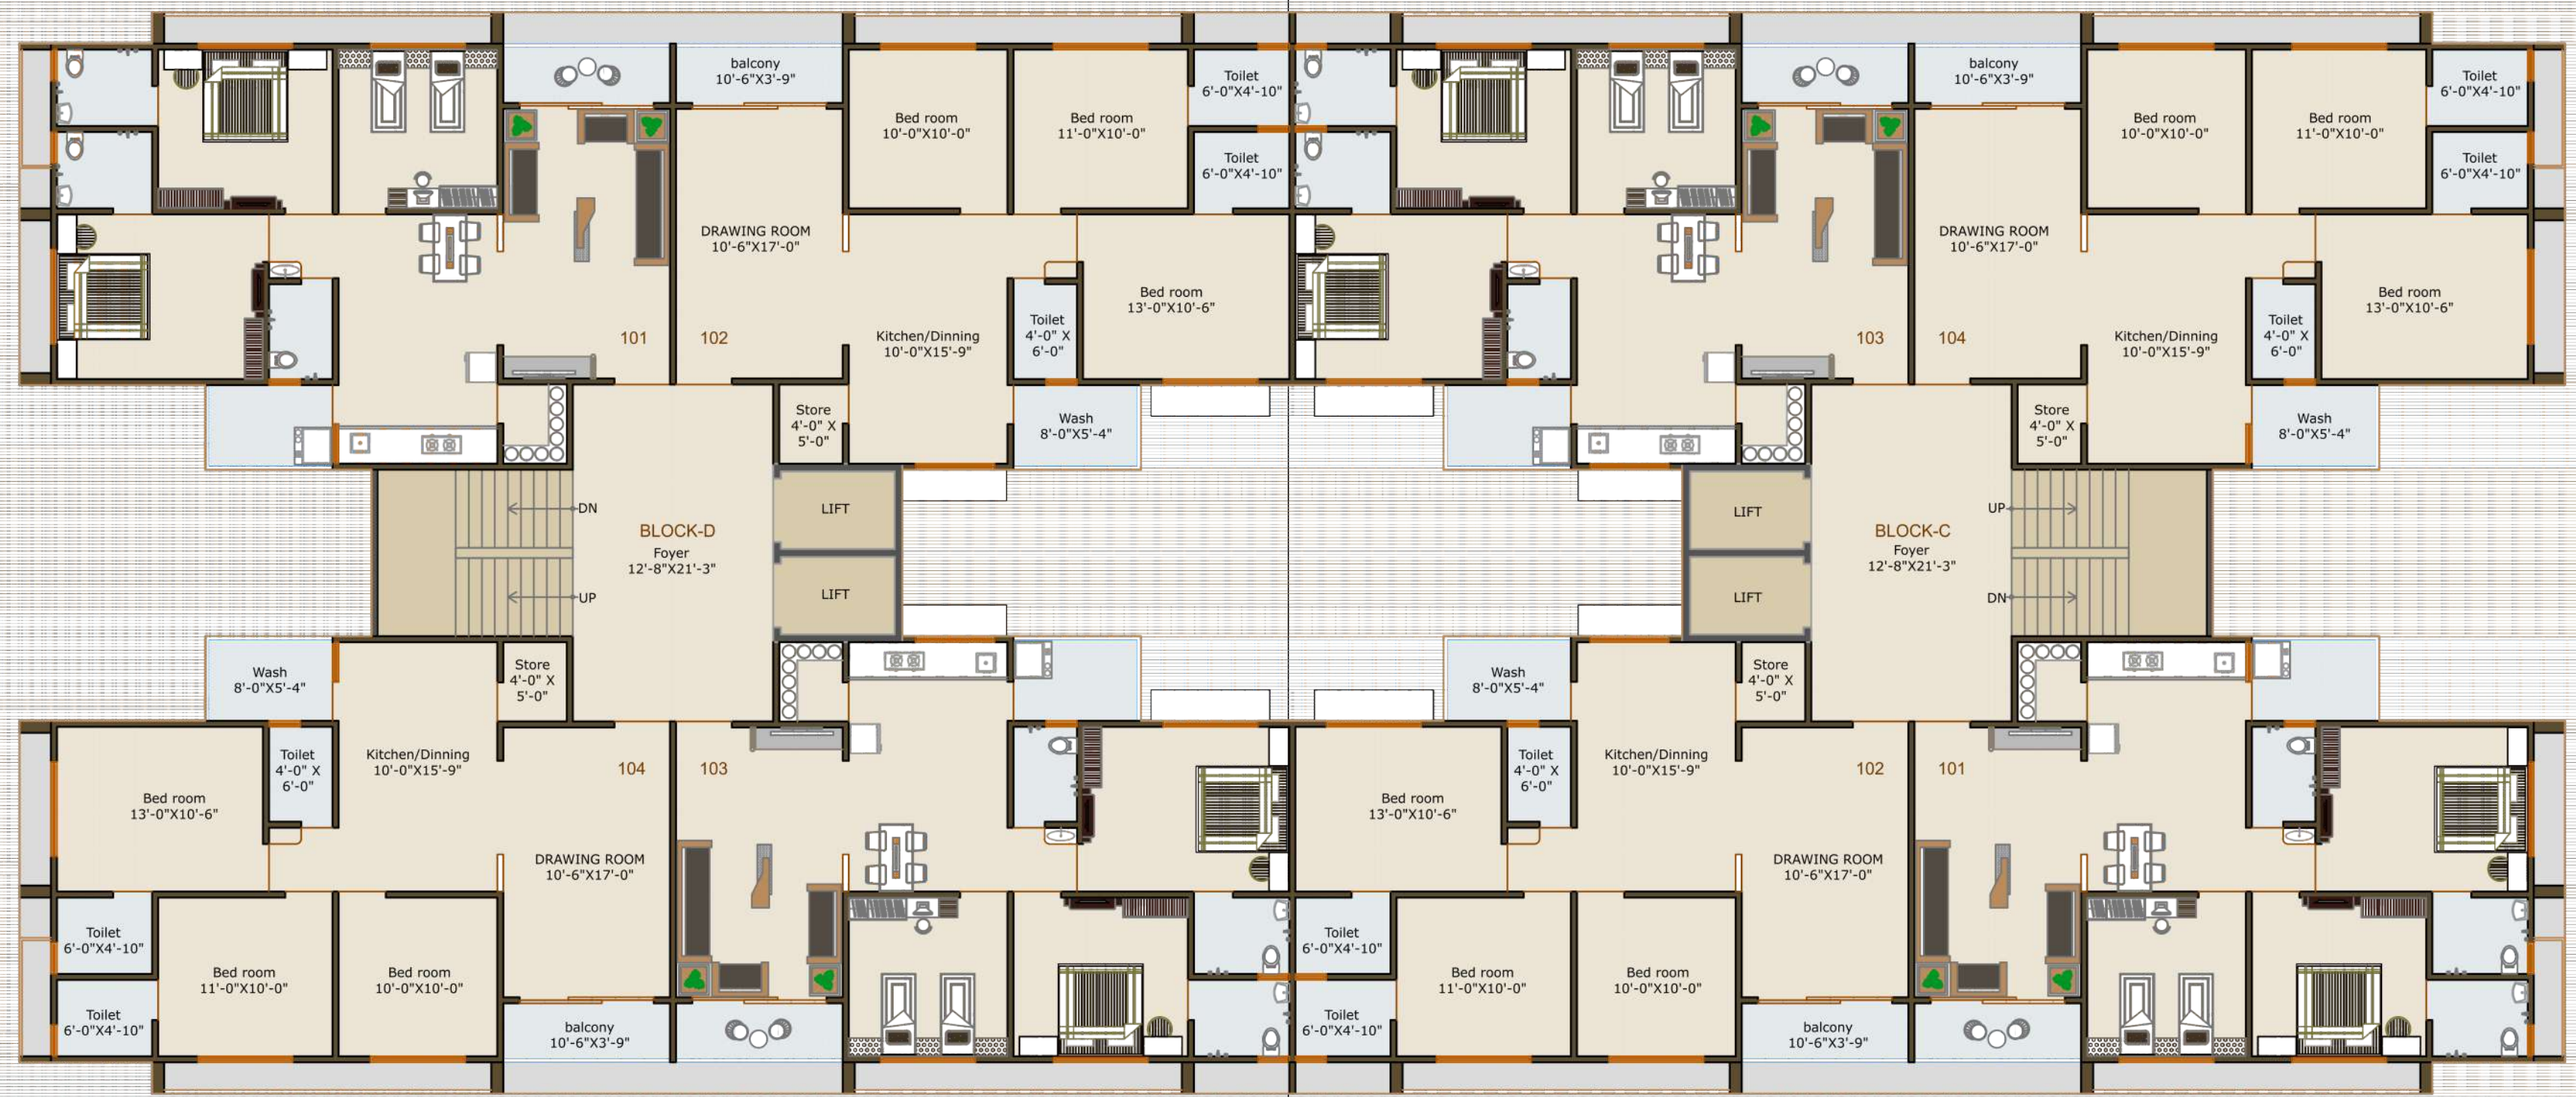 balcony
10'-6"X3'-9"
Bed room
10'-0"X10'-0"
Bed room
11'-0"X10'-0"
Toilet
6'-0"X4'-10"
Toilet
6'-0"X4'-10"
DRAWING ROOM
10'-6"X17'-0"
Bed room
13'-0"X10'-6"
Kitchen/Dinning
10'-0"X15'-9"
Toilet
4'-0" X
6'-0"
101
102
Store
4'-0" X
5'-0"
Wash
8'-0"X5'-4"
balcony
10'-6"X3'-9"
Bed room
10'-0"X10'-0"
Bed room
11'-0"X10'-0"
Toilet
6'-0"X4'-10"
Toilet
6'-0"X4'-10"
DRAWING ROOM
10'-6"X17'-0"
Bed room
13'-0"X10'-6"
Kitchen/Dinning
10'-0"X15'-9"
Toilet
4'-0" X
6'-0"
103
104
Store
4'-0" X
5'-0"
Wash
8'-0"X5'-4"
DN
UP
BLOCK-D
Foyer
12'-8"X21'-3"
LIFT
LIFT
LIFT
LIFT
BLOCK-C
Foyer
12'-8"X21'-3"
UP
DN
Wash
8'-0"X5'-4"
Store
4'-0" X
5'-0"
Toilet
4'-0" X
6'-0"
Kitchen/Dinning
10'-0"X15'-9"
104
103
Bed room
13'-0"X10'-6"
DRAWING ROOM
10'-6"X17'-0"
Toilet
6'-0"X4'-10"
Toilet
6'-0"X4'-10"
Bed room
11'-0"X10'-0"
Bed room
10'-0"X10'-0"
balcony
10'-6"X3'-9"
Wash
8'-0"X5'-4"
Store
4'-0" X
5'-0"
Toilet
4'-0" X
6'-0"
Kitchen/Dinning
10'-0"X15'-9"
102
101
Bed room
13'-0"X10'-6"
DRAWING ROOM
10'-6"X17'-0"
Toilet
6'-0"X4'-10"
Toilet
6'-0"X4'-10"
Bed room
11'-0"X10'-0"
Bed room
10'-0"X10'-0"
balcony
10'-6"X3'-9"